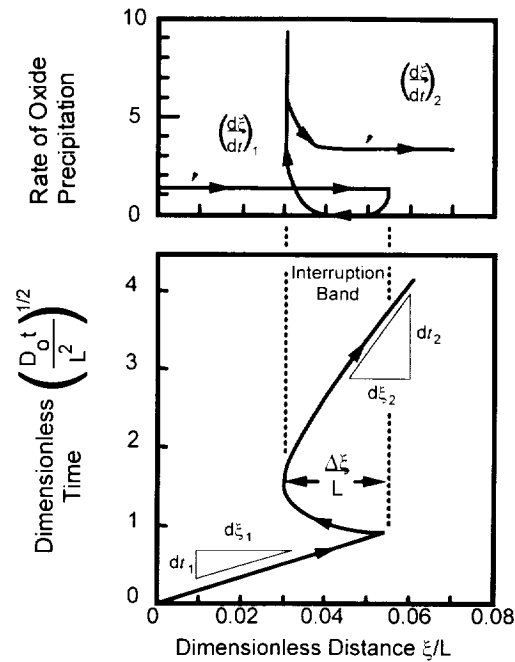 10
5
0
Rate of Oxide
Precipitation
(dξ/dt)1
(dξ/dt)2
Interruption
Band
4
3
2
1
0
Dimensionless
Time
(D₀t/L²)1/2
dt2
dξ2
Δξ/L
dξ1
dt1
0 0.02 0.04 0.06 0.08
Dimensionless Distance ξ/L